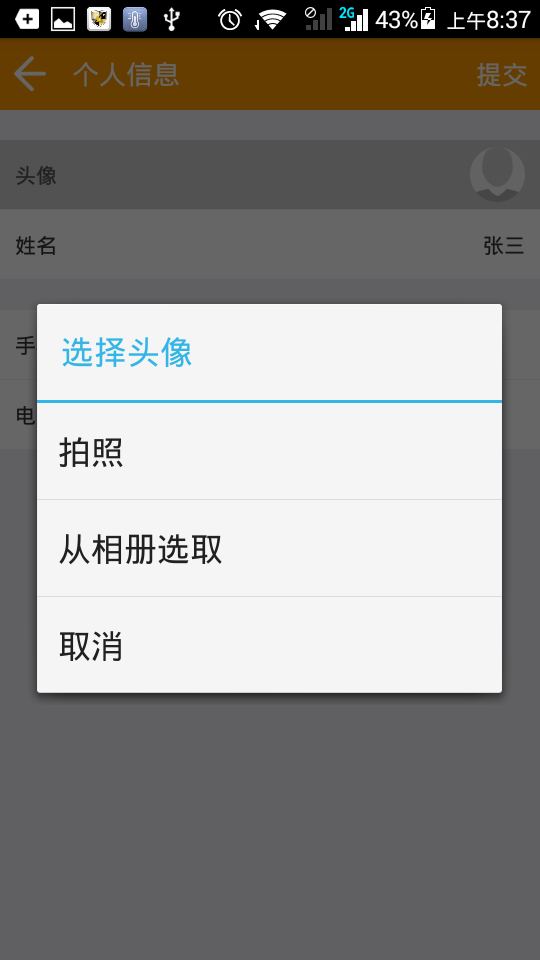 2G 43% 上午8:37
个人信息 提交
头像
姓名 张三
手
电
选择头像
拍照
从相册选取
取消